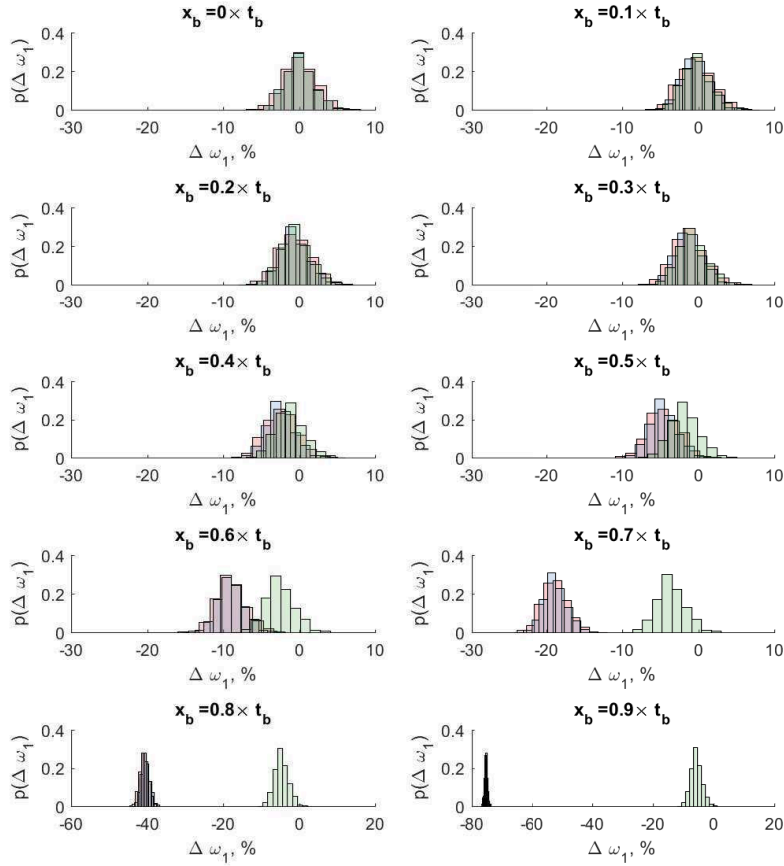 x_b =0× t_b
x_b =0.1× t_b
p(Δ ω_1)
0.4
0.2
0
-30 -20 -10 0 10
Δ ω_1, %
p(Δ ω_1)
0.4
0.2
0
-30 -20 -10 0 10
Δ ω_1, %
x_b =0.2× t_b
x_b =0.3× t_b
p(Δ ω_1)
0.4
0.2
0
-30 -20 -10 0 10
Δ ω_1, %
p(Δ ω_1)
0.4
0.2
0
-30 -20 -10 0 10
Δ ω_1, %
x_b =0.4× t_b
x_b =0.5× t_b
p(Δ ω_1)
0.4
0.2
0
-30 -20 -10 0 10
Δ ω_1, %
p(Δ ω_1)
0.4
0.2
0
-30 -20 -10 0 10
Δ ω_1, %
x_b =0.6× t_b
x_b =0.7× t_b
p(Δ ω_1)
0.4
0.2
0
-30 -20 -10 0 10
Δ ω_1, %
p(Δ ω_1)
0.4
0.2
0
-30 -20 -10 0 10
Δ ω_1, %
x_b =0.8× t_b
x_b =0.9× t_b
p(Δ ω_1)
0.4
0.2
0
-60 -40 -20 0 20
Δ ω_1, %
p(Δ ω_1)
0.4
0.2
0
-80 -60 -40 -20 0 20
Δ ω_1, %